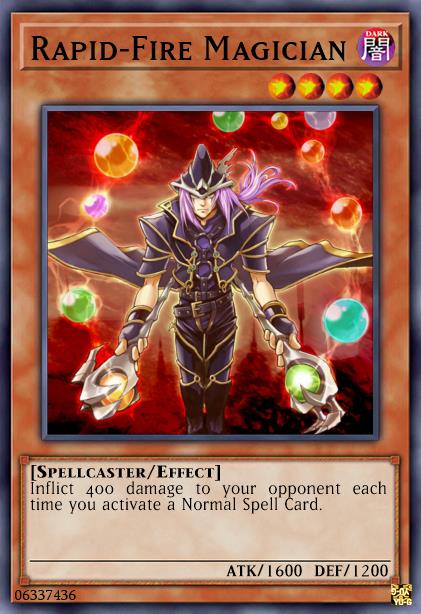 RAPID-FIRE MAGICIAN
DARK
闇
[SPELLCASTER/EFFECT]
Inflict 400 damage to your opponent each
time you activate a Normal Spell Card.
ATK/1600 DEF/1200
06337436